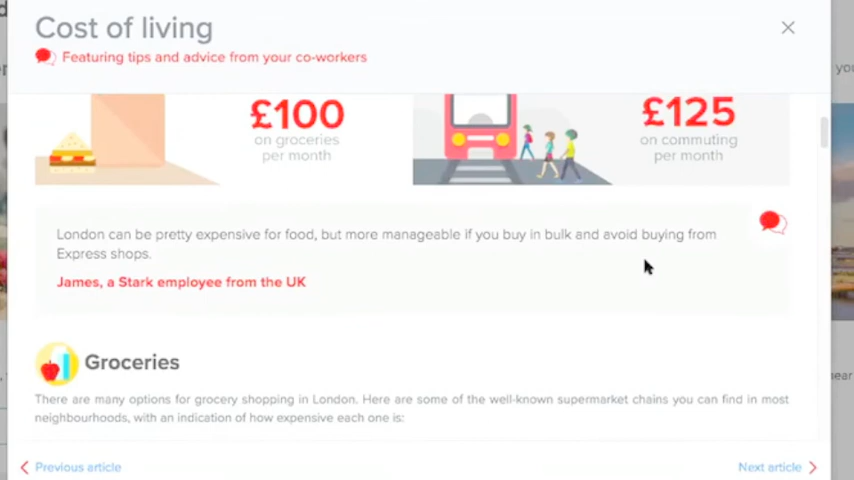 Cost of living
Featuring tips and advice from your co-workers
£100
on groceries
per month
£125
on commuting
per month
London can be pretty expensive for food, but more manageable if you buy in bulk and avoid buying from
Express shops.
James, a Stark employee from the UK
Groceries
There are many options for grocery shopping in London. Here are some of the well-known supermarket chains you can find in most
neighbourhoods, with an indication of how expensive each one is:
Previous article
Next article